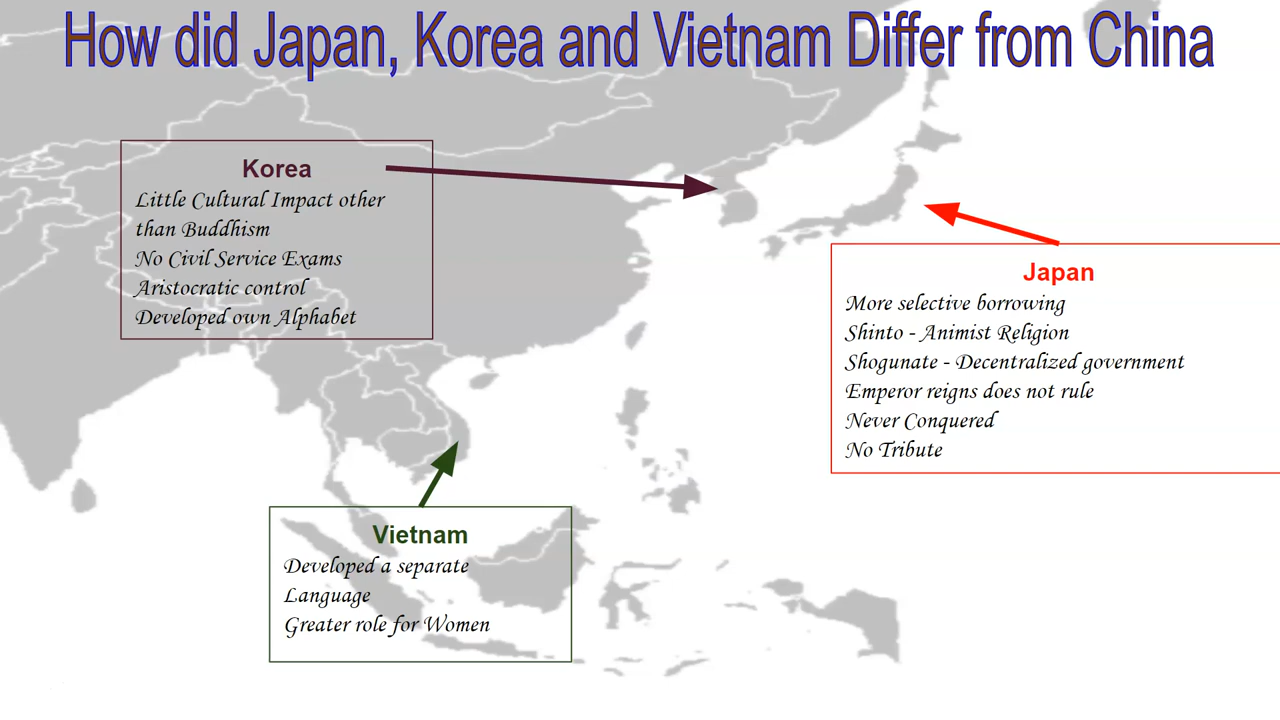 How did Japan, Korea and Vietnam Differ from China
Korea
Little Cultural Impact other
than Buddhism
No Civil Service Exams
Aristocratic control
Developed own Alphabet
Japan
More selective borrowing
Shinto - Animist Religion
Shogunate - Decentralized government
Emperor reigns does not rule
Never Conquered
No Tribute
Vietnam
Developed a separate
Language
Greater role for Women